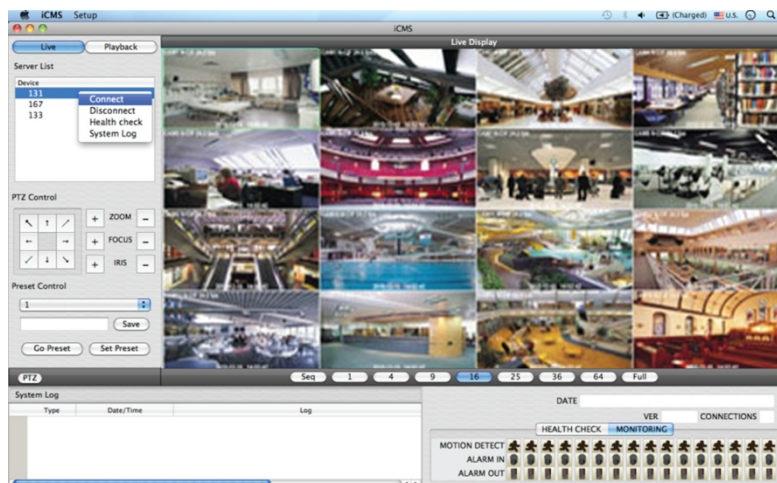 iCMS Setup (Charged) U.S.
iCMS
Live Playback
Live Display
Server List
Device
131
167
133
Connect
Disconnect
Health check
System Log
PTZ Control
+ ZOOM -
+ FOCUS -
+ IRIS -
Preset Control
1
Save
Go Preset Set Preset
PTZ
Seq 1 4 9 16 25 36 64 Full
System Log
Type Date/Time Log
DATE
VER CONNECTIONS
HEALTH CHECK MONITORING
MOTION DETECT
ALARM IN
ALARM OUT